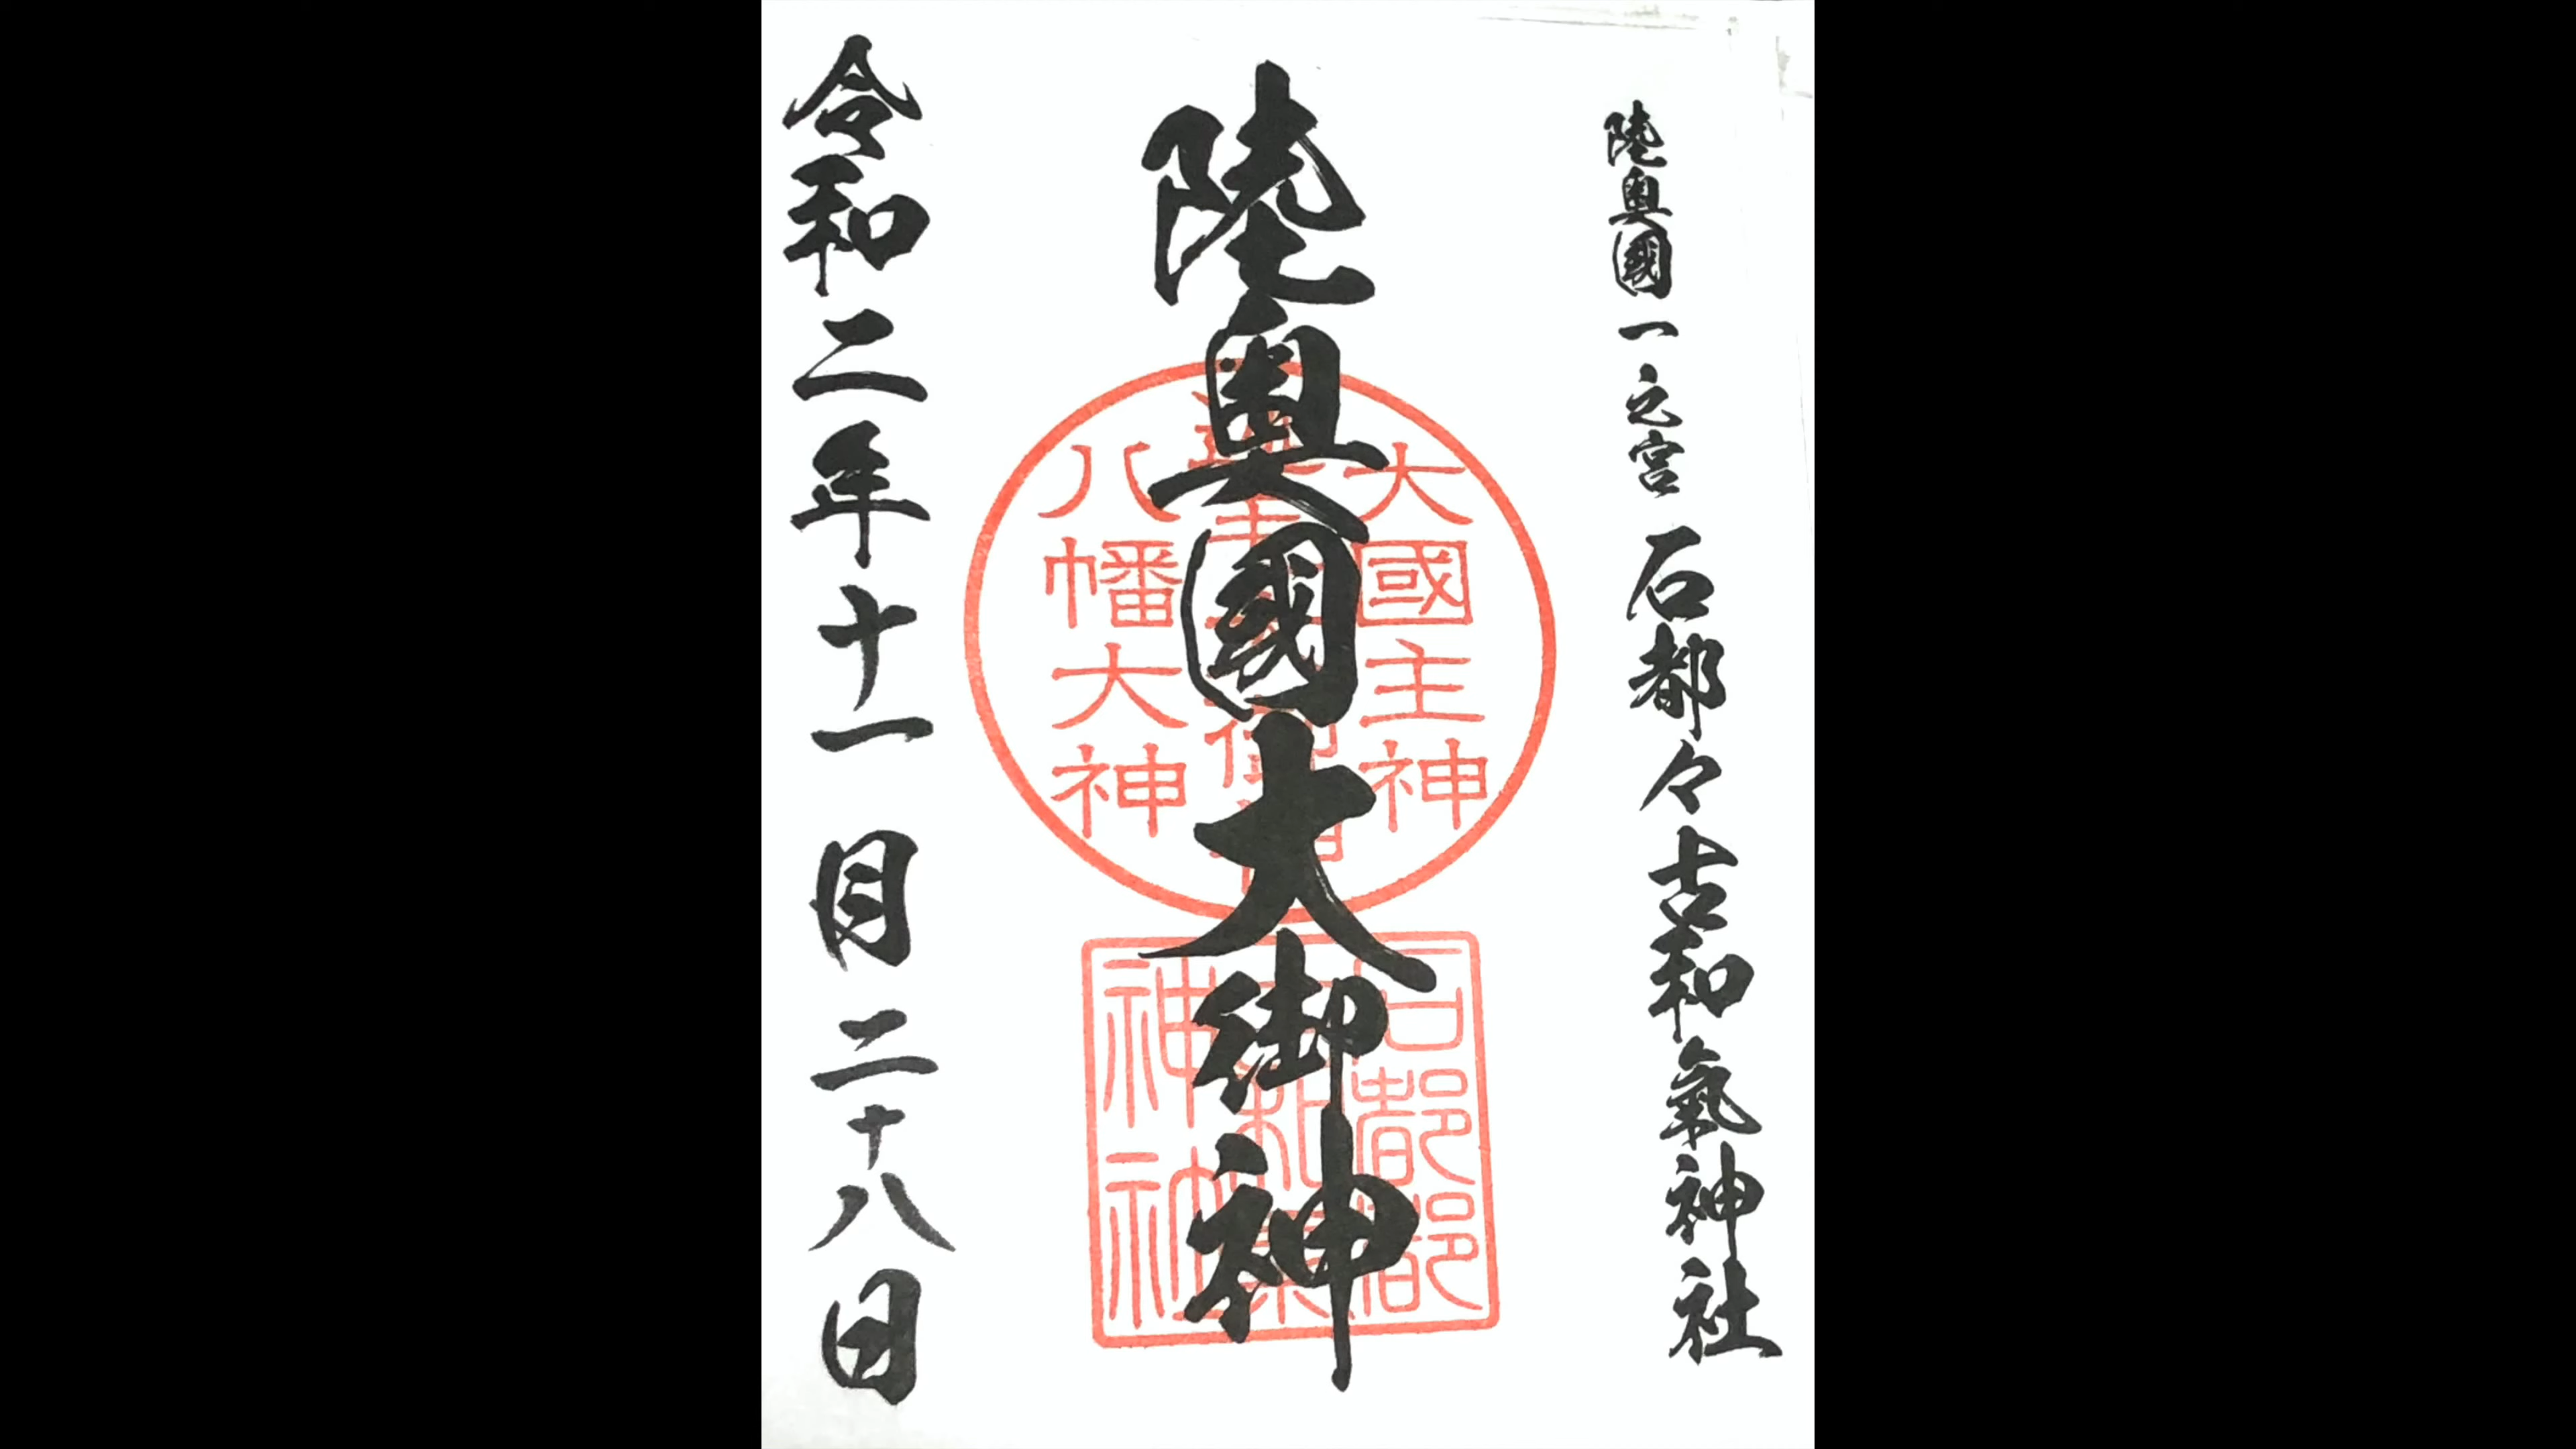 陸奥國一之宮 石都々古和氣神社
陸奥國大御神
大國主神
八幡大神
令和二年十一月二十八日